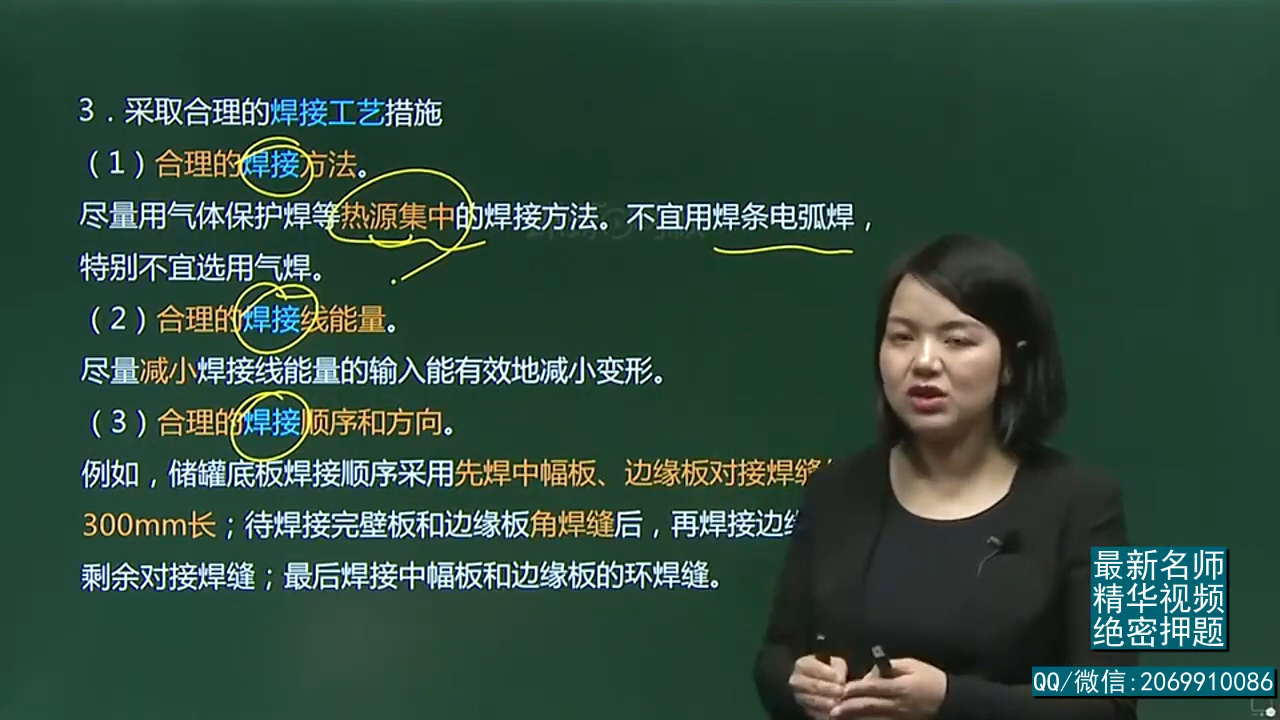 3．采取合理的焊接工艺措施
（1）合理的焊接方法。
尽量用气体保护焊等热源集中的焊接方法。不宜用焊条电弧焊，
特别不宜选用气焊。
（2）合理的焊接线能量。
尽量减小焊接线能量的输入能有效地减小变形。
（3）合理的焊接顺序和方向。
例如，储罐底板焊接顺序采用先焊中幅板、边缘板对接焊缝
300mm长；待焊接完壁板和边缘板角焊缝后，再焊接边
剩余对接焊缝；最后焊接中幅板和边缘板的环焊缝。
最新名师
精华视频
绝密押题
QQ/微信:2069910086